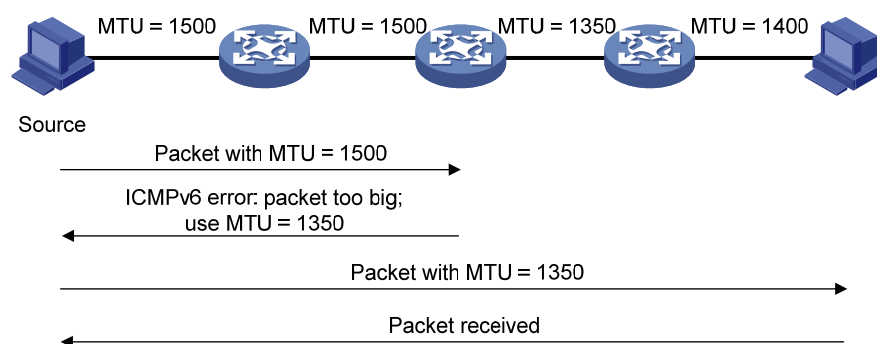 MTU = 1500
MTU = 1500
MTU = 1350
MTU = 1400
Source
Packet with MTU = 1500
ICMPv6 error: packet too big;
use MTU = 1350
Packet with MTU = 1350
Packet received